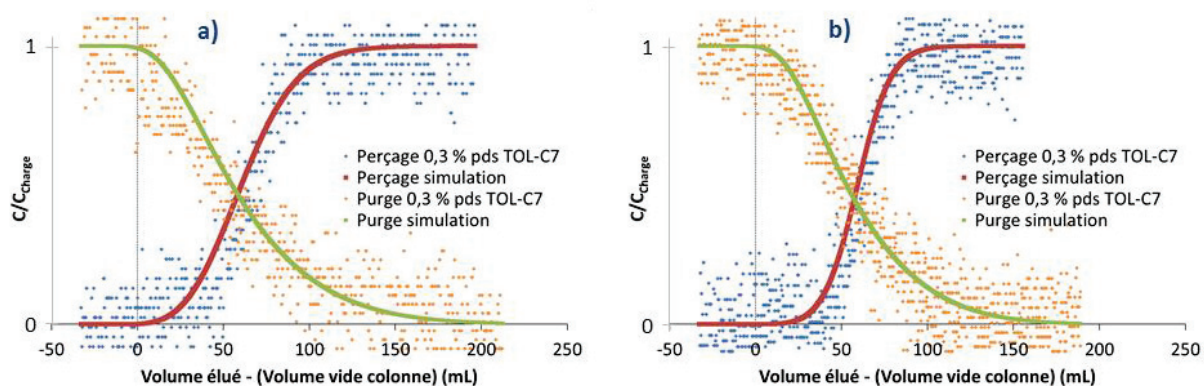 a)
1
0
C/C Charge
Perçage 0,3 % pds TOL-C7
Perçage simulation
Purge 0,3 % pds TOL-C7
Purge simulation
-50 0 50 100 150 200 250
Volume élué - (Volume vide colonne) (mL)
b)
1
0
C/C Charge
Perçage 0,3 % pds TOL-C7
Perçage simulation
Purge 0,3 % pds TOL-C7
Purge simulation
-50 0 50 100 150 200 250
Volume élué - (Volume vide colonne) (mL)